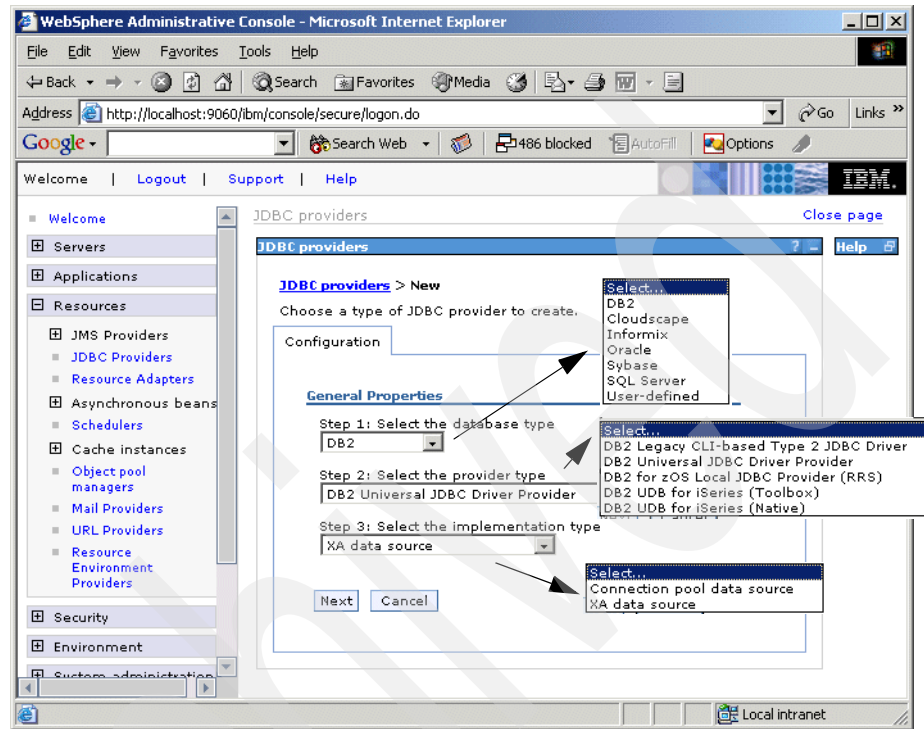 WebSphere Administrative Console - Microsoft Internet Explorer
File Edit View Favorites Tools Help
Back Search Favorites Media
Address http://localhost:9060/ibm/console/secure/logon.do Go Links »
Google Search Web 486 blocked AutoFill Options
Welcome | Logout | Support | Help IBM.
Welcome
Servers
Applications
Resources
JMS Providers
JDBC Providers
Resource Adapters
Asynchronous beans
Schedulers
Cache instances
Object pool
managers
Mail Providers
URL Providers
Resource
Environment
Providers
Security
Environment
System administration
JDBC providers Close page
JDBC providers ? – Help
JDBC providers > New
Choose a type of JDBC provider to create.
Configuration
General Properties
Step 1: Select the database type
DB2
Step 2: Select the provider type
DB2 Universal JDBC Driver Provider
Step 3: Select the implementation type
XA data source
Next Cancel
Select...
DB2
Cloudscape
Informix
Oracle
Sybase
SQL Server
User-defined
Select...
DB2 Legacy CLI-based Type 2 JDBC Driver
DB2 Universal JDBC Driver Provider
DB2 for zOS Local JDBC Provider (RRS)
DB2 UDB for iSeries (Toolbox)
DB2 UDB for iSeries (Native)
Select...
Connection pool data source
XA data source
Local intranet